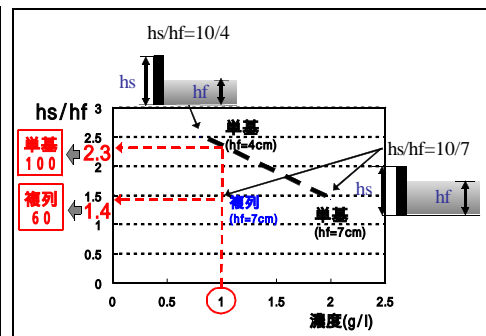 hs/hf=10/4
hs
hf
hs/hf
3
2.5
2
1.5
1
0.5
0
単基
100
2.3
複列
60
1.4
単基
(hf=4cm)
複列
(hf=7cm)
単基
(hf=7cm)
hs/hf=10/7
hs
hf
0
0.5
1
1.5
2
2.5
濃度(g/l)